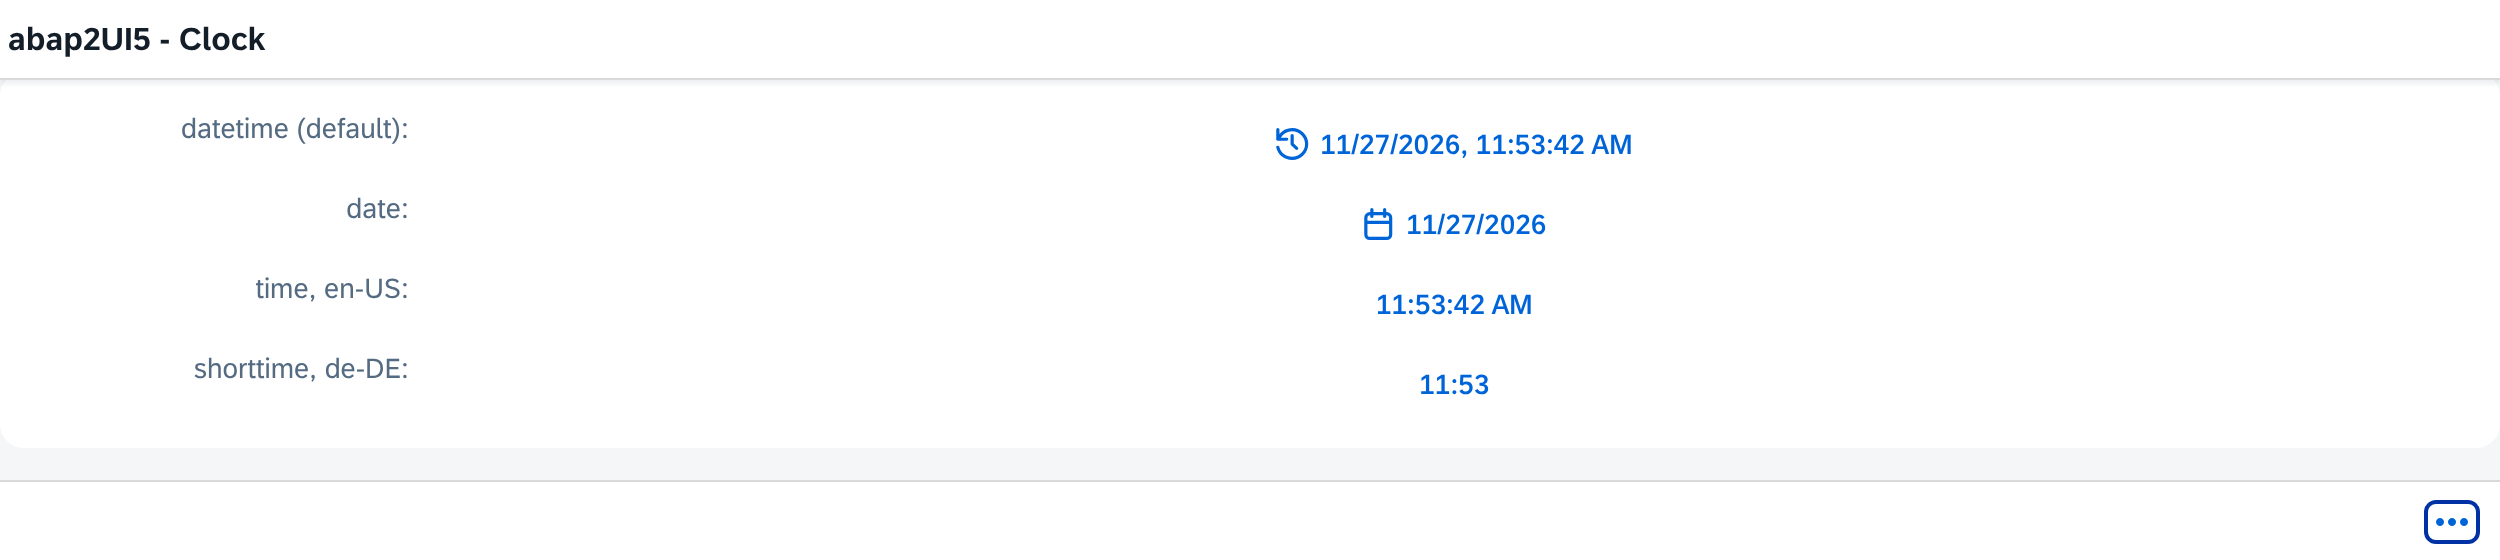 abap2UI5 - Clock
datetime (default):
11/27/2026, 11:53:42 AM
date:
11/27/2026
time, en-US:
11:53:42 AM
shorttime, de-DE:
11:53